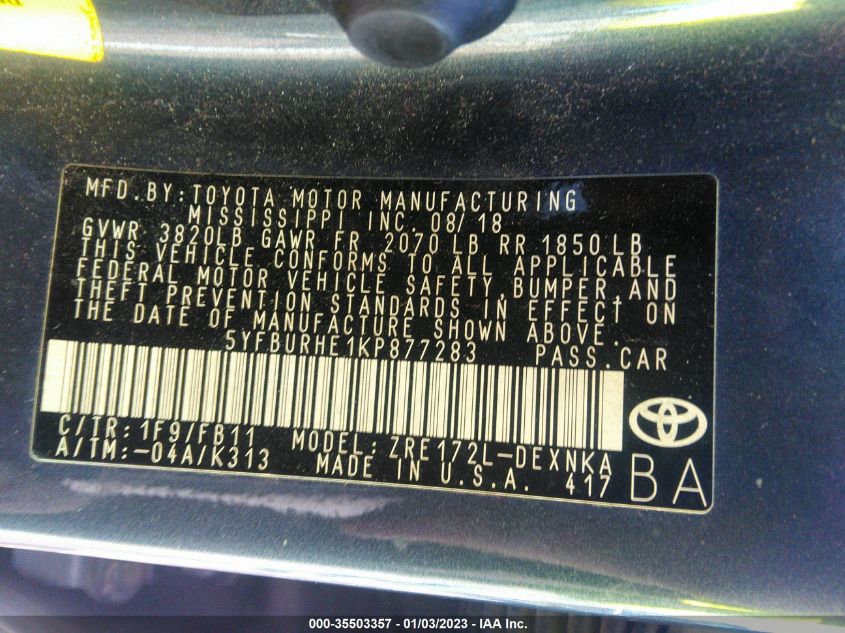 MFD.BY:TOYOTA MOTOR MANUFACTURING
MISSISSIPPI INC. 08/18
GVWR 3820LB GAWR FR 2070 LB RR 1850 LB
THIS VEHICLE CONFORMS TO ALL APPLICABLE
FEDERAL MOTOR VEHICLE SAFETY,BUMPER,AND
THEFT PREVENTION STANDARDS IN EFFECT ON
THE DATE OF MANUFACTURE SHOWN ABOVE.
5YFBURHE1KP877283 PASS.CAR
C/TR:1F9/FB11 MODEL:ZRE172L-DEXNKA
A/TM:-04A/K313 MADE IN U.S.A. 417
BA
000-35503357 - 01/03/2023 - IAA Inc.